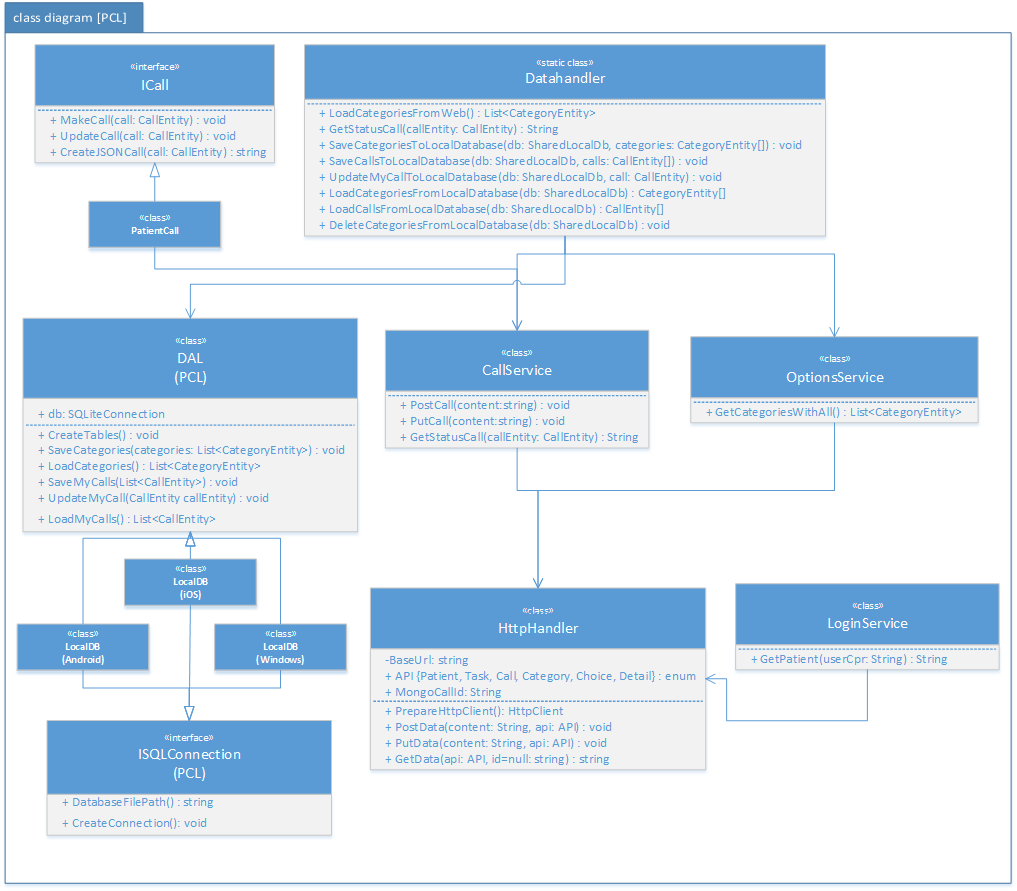 class diagram [PCL]
«interface»
ICall
+ MakeCall(call: CallEntity) : void
+ UpdateCall(call: CallEntity) : void
+ CreateJSONCall(call: CallEntity) : string
«class»
PatientCall
«static class»
Datahandler
+ LoadCategoriesFromWeb() : List<CategoryEntity>
+ GetStatusCall(callEntity: CallEntity) : String
+ SaveCategoriesToLocalDatabase(db: SharedLocalDb, categories: CategoryEntity[]) : void
+ SaveCallsToLocalDatabase(db: SharedLocalDb, calls: CallEntity[]) : void
+ UpdateMyCallToLocalDatabase(db: SharedLocalDb, call: CallEntity) : void
+ LoadCategoriesFromLocalDatabase(db: SharedLocalDb) : CategoryEntity[]
+ LoadCallsFromLocalDatabase(db: SharedLocalDb) : CallEntity[]
+ DeleteCategoriesFromLocalDatabase(db: SharedLocalDb) : void
«class»
DAL
(PCL)
+ db: SQLiteConnection
+ CreateTables() : void
+ SaveCategories(categories: List<CategoryEntity>) : void
+ LoadCategories() : List<CategoryEntity>
+ SaveMyCalls(List<CallEntity>) : void
+ UpdateMyCall(CallEntity callEntity) : void
+ LoadMyCalls() : List<CallEntity>
«class»
CallService
+ PostCall(content:string) : void
+ PutCall(content:string) : void
+ GetStatusCall(callEntity: CallEntity) : String
«class»
OptionsService
+ GetCategoriesWithAll() : List<CategoryEntity>
«class»
LocalDB
(iOS)
«class»
LocalDB
(Android)
«class»
LocalDB
(Windows)
«interface»
ISQLConnection
(PCL)
+ DatabaseFilePath() : string
+ CreateConnection(): void
«class»
HttpHandler
-BaseUrl: string
+ API {Patient, Task, Call, Category, Choice, Detail} : enum
+ MongoCallId: String
+ PrepareHttpClient(): HttpClient
+ PostData(content: String, api: API) : void
+ PutData(content: String, api: API) : void
+ GetData(api: API, id=null: string) : string
«class»
LoginService
+ GetPatient(userCpr: String) : String